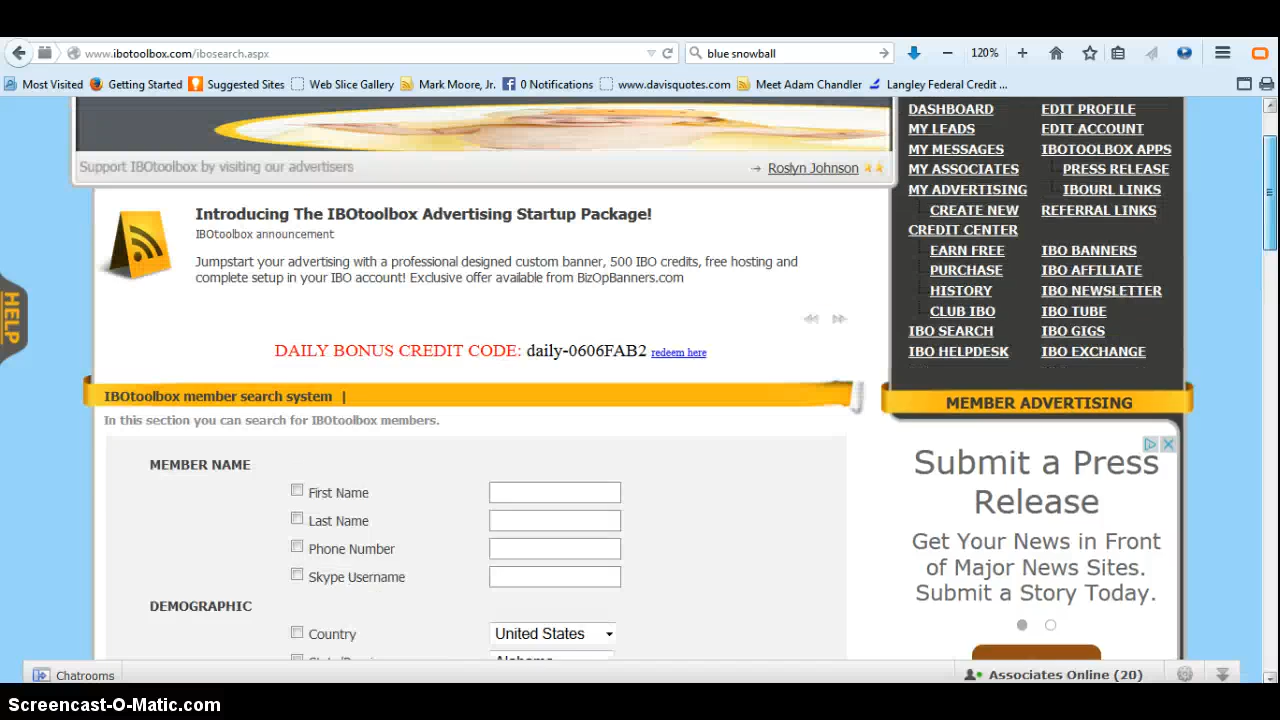 www.ibotoolbox.com/ibosearch.aspx
blue snowball
120%
Most Visited
Getting Started
Suggested Sites
Web Slice Gallery
Mark Moore, Jr.
0 Notifications
www.davisquotes.com
Meet Adam Chandler
Langley Federal Credit ...
Support IBOtoolbox by visiting our advertisers
Roslyn Johnson
Introducing The IBOtoolbox Advertising Startup Package!
IBOtoolbox announcement
Jumpstart your advertising with a professional designed custom banner, 500 IBO credits, free hosting and
complete setup in your IBO account! Exclusive offer available from BizOpBanners.com
DAILY BONUS CREDIT CODE: daily-0606FAB2 redeem here
HELP
IBOtoolbox member search system |
In this section you can search for IBOtoolbox members.
MEMBER NAME
First Name
Last Name
Phone Number
Skype Username
DEMOGRAPHIC
Country
United States
DASHBOARD
EDIT PROFILE
MY LEADS
EDIT ACCOUNT
MY MESSAGES
IBOTOOLBOX APPS
MY ASSOCIATES
PRESS RELEASE
MY ADVERTISING
IBOURL LINKS
CREATE NEW
REFERRAL LINKS
CREDIT CENTER
EARN FREE
IBO BANNERS
PURCHASE
IBO AFFILIATE
HISTORY
IBO NEWSLETTER
CLUB IBO
IBO TUBE
IBO SEARCH
IBO GIGS
IBO HELPDESK
IBO EXCHANGE
MEMBER ADVERTISING
Submit a Press
Release
Get Your News in Front
of Major News Sites.
Submit a Story Today.
Chatrooms
Associates Online (20)
Screencast-O-Matic.com